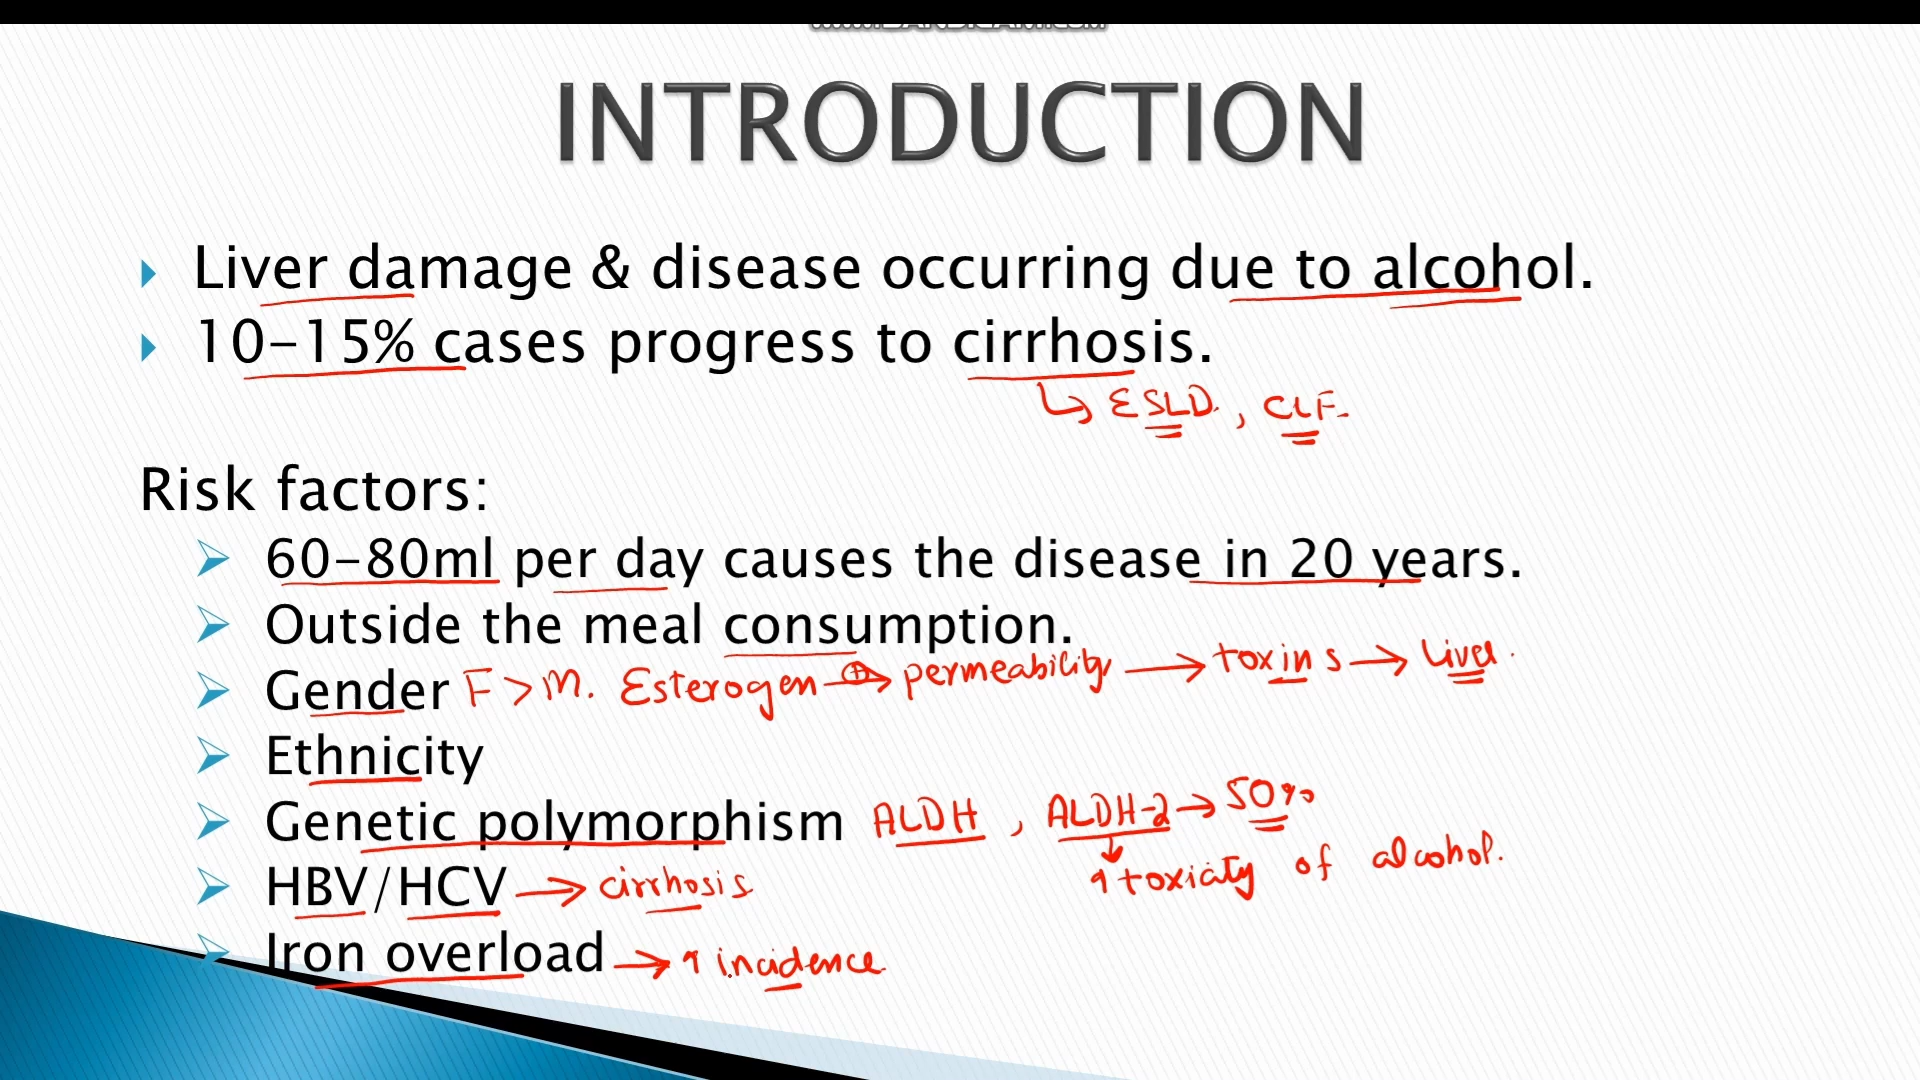 INTRODUCTION
Liver damage & disease occurring due to alcohol.
10-15% cases progress to cirrhosis.
↳ ESLD. , CLF.
Risk factors:
60-80ml per day causes the disease in 20 years.
Outside the meal consumption.
Gender F > M. Esterogen ⊕→ permeability → toxins → liver.
Ethnicity
Genetic polymorphism ALDH , ALDH-2 → 50%
↓
↑ toxiaty of alcohol.
HBV/HCV → cirrhosis
Iron overload → ↑ incidence